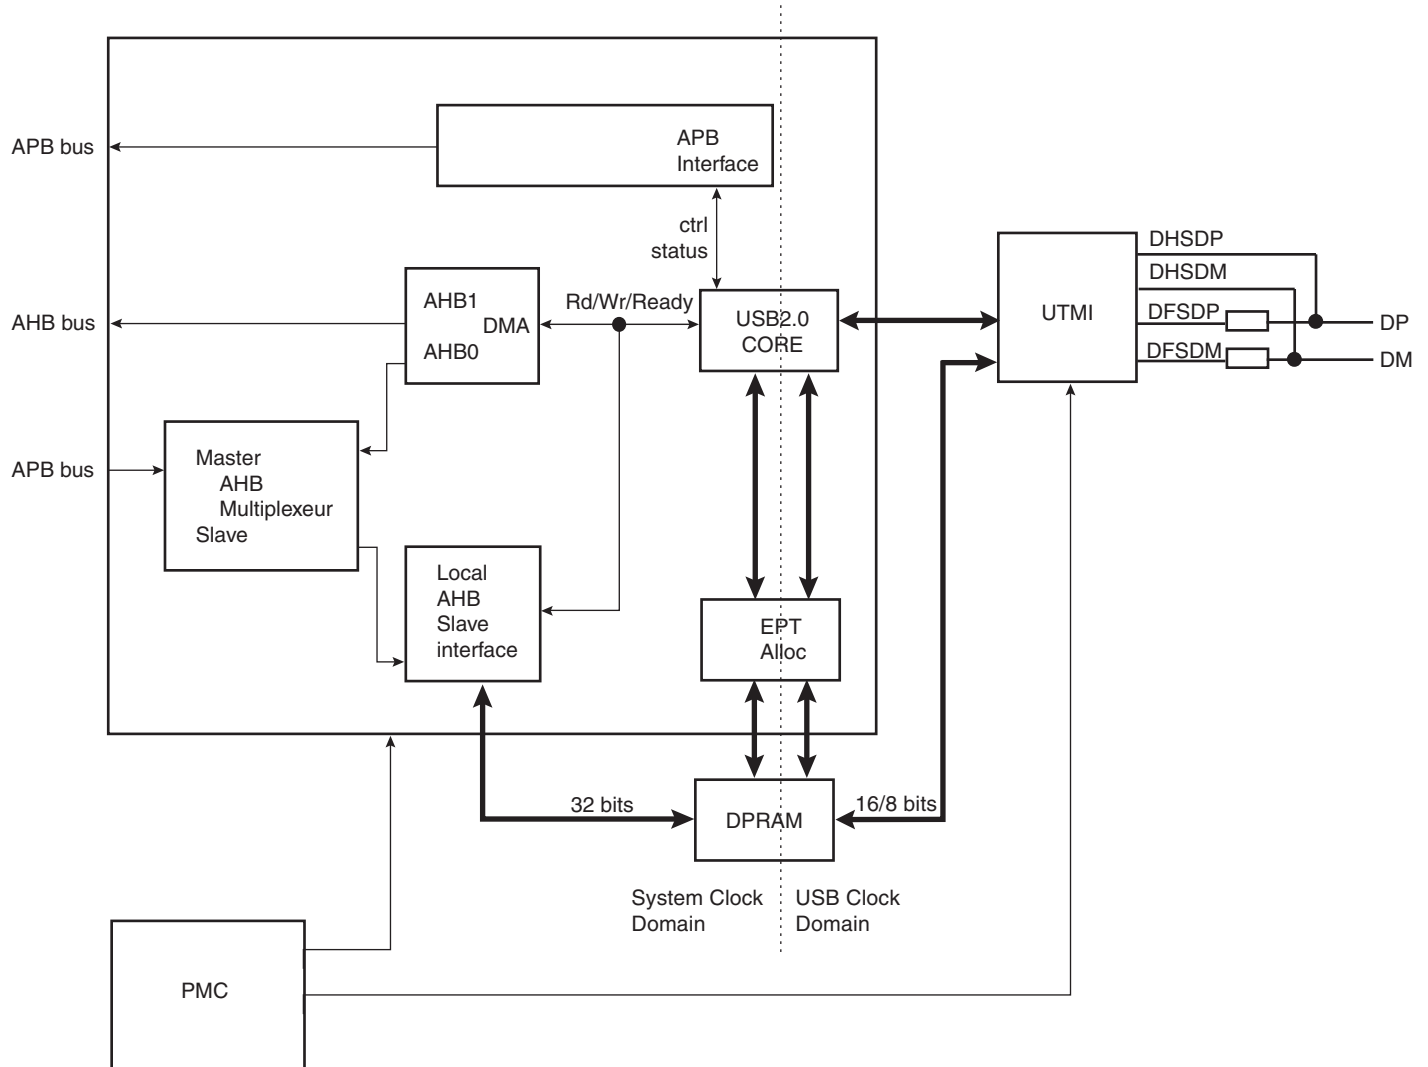 APB bus
APB
Interface
ctrl
status
DHSDP
DHSDM
DFSDP
DFSDM
UTMI
DP
DM
AHB bus
AHB1
DMA
AHB0
Rd/Wr/Ready
USB2.0
CORE
APB bus
Master
AHB
Multiplexeur
Slave
Local
AHB
Slave
interface
EPT
Alloc
32 bits
DPRAM
16/8 bits
System Clock
Domain
USB Clock
Domain
PMC